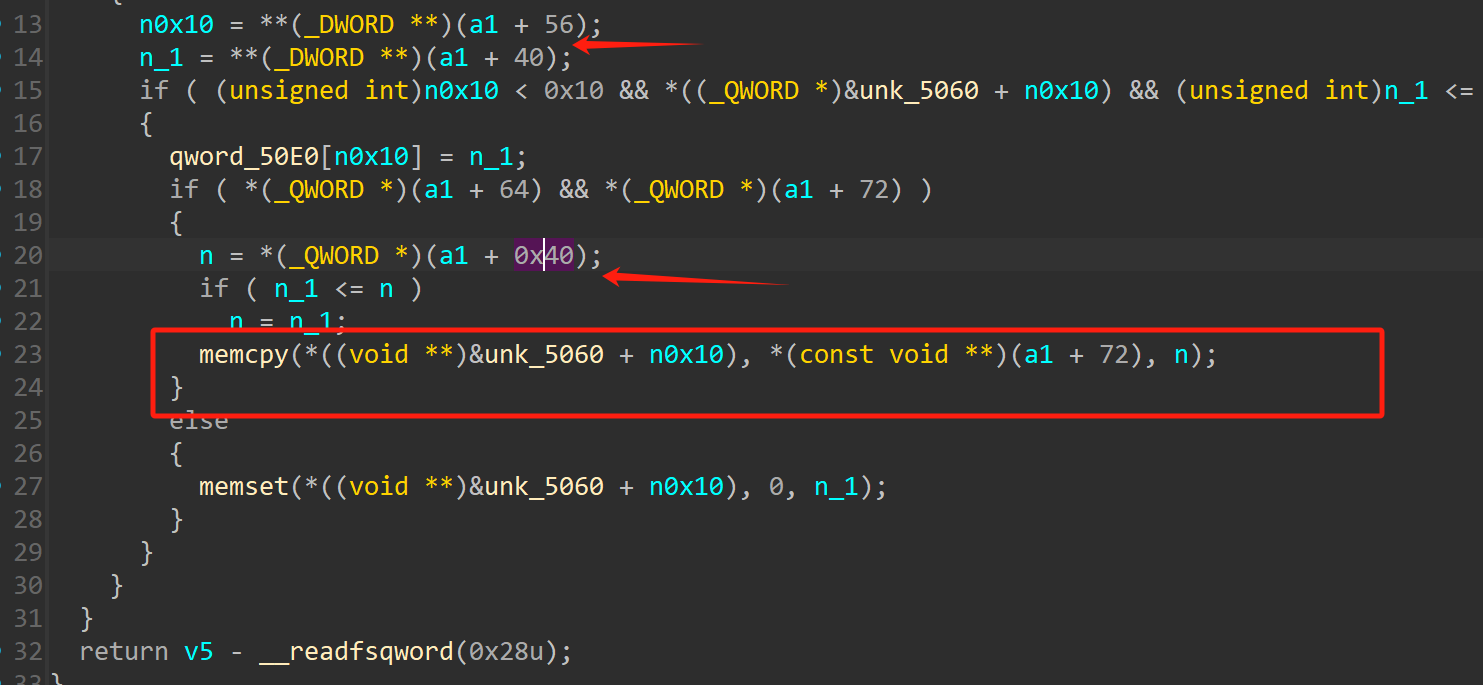 13 n0x10 = **(_DWORD **)(a1 + 56);
14 n_1 = **(_DWORD **)(a1 + 40);
15 if ( (unsigned int)n0x10 < 0x10 && *((_QWORD *)&unk_5060 + n0x10) && (unsigned int)n_1 <=
16 {
17 qword_50E0[n0x10] = n_1;
18 if ( *(_QWORD *)(a1 + 64) && *(_QWORD *)(a1 + 72) )
19 {
20 n = *(_QWORD *)(a1 + 0x40);
21 if ( n_1 <= n )
22 n = n_1;
23 memcpy(*((void **)&unk_5060 + n0x10), *(const void **)(a1 + 72), n);
24 }
25 else
26 {
27 memset(*((void **)&unk_5060 + n0x10), 0, n_1);
28 }
29 }
30 }
31 }
32 return v5 - __readfsqword(0x28u);
33 }